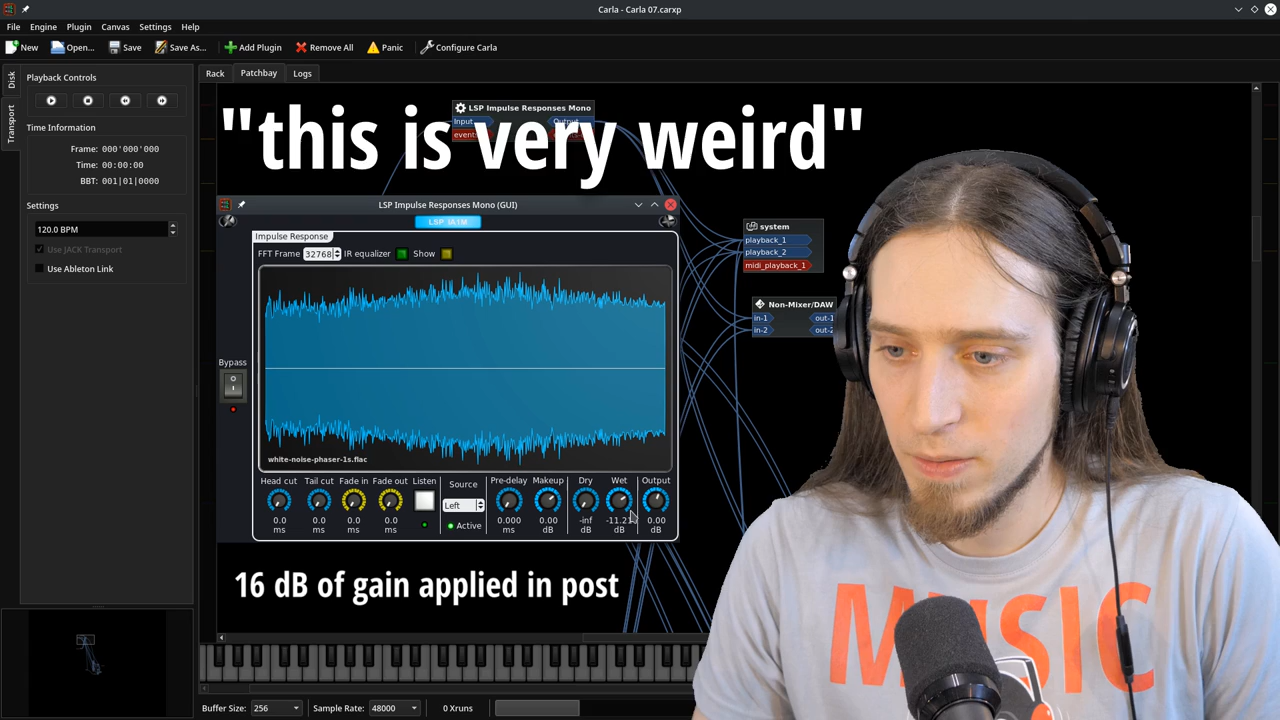 Carla - Carla 07.carxp
File Engine Plugin Canvas Settings Help
New Open... Save Save As... Add Plugin Remove All Panic Configure Carla
Disk
Transport
Playback Controls
Time Information
Frame: 000'000'000
Time: 00:00:00
BBT: 001|01|0000
Settings
120.0 BPM
Use JACK Transport
Use Ableton Link
Rack Patchbay Logs
LSP Impulse Responses Mono
Input Output
"this is very weird"
LSP Impulse Responses Mono (GUI)
LSP IA1M
Impulse Response
FFT Frame 32768 IR equalizer Show
white-noise-phaser-1s.flac
Bypass
Head cut Tail cut Fade in Fade out Listen Source Pre-delay Makeup Dry Wet Output
Left
Active
0.0 0.0 0.0 0.0 0.000 0.00 -inf 0.00
ms ms ms ms ms dB dB dB dB
system
playback_1
playback_2
midi_playback_1
Non-Mixer/DAW
in-1 out-1
in-2 out-2
16 dB of gain applied in post
MUSIC
Buffer Size: 256 Sample Rate: 48000 0 Xruns